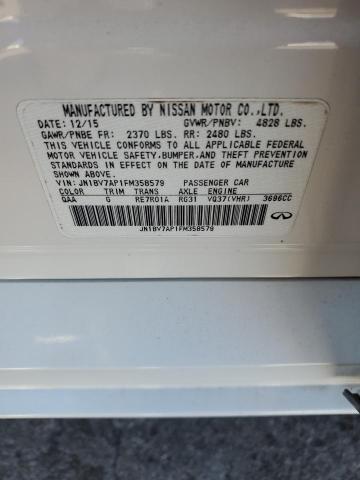 MANUFACTURED BY NISSAN MOTOR CO.,LTD.
DATE: 12/15 GVWR/PNBV: 4828 LBS.
GAWR/PNBE FR: 2370 LBS. RR: 2480 LBS.
THIS VEHICLE CONFORMS TO ALL APPLICABLE FEDERAL
MOTOR VEHICLE SAFETY,BUMPER,AND THEFT PREVENTION
STANDARDS IN EFFECT ON THE DATE OF MANUFACTURE
SHOWN ABOVE.
VIN: JN1BV7AP1FM358579 PASSENGER CAR
COLOR TRIM TRANS AXLE ENGINE
QAA G RE7R01A RG31 VQ37(VHR) 3696CC
JN1BV7AP1FM358579